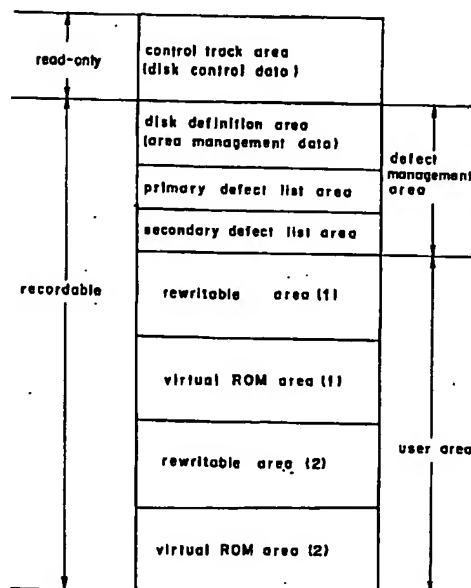 read-only
control track area
(disk control data)
disk definition area
(area management data)
defect
management
area
primary defect list area
secondary defect list area
recordable
rewritable area (1)
virtual ROM area (1)
rewritable area (2)
user area
virtual ROM area (2)